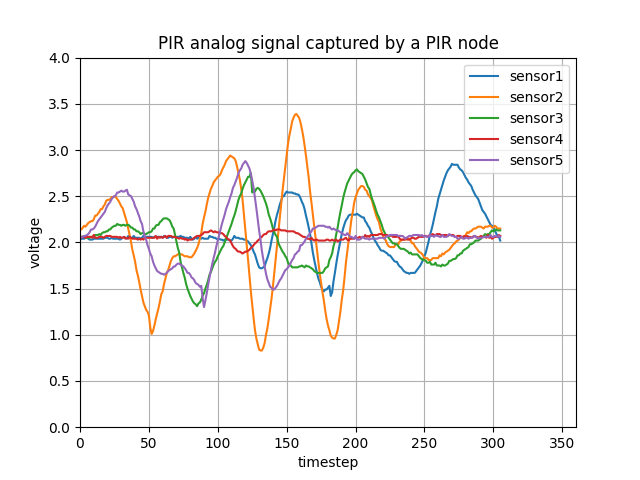 PIR analog signal captured by a PIR node
4.0
3.5
3.0
2.5
2.0
1.5
1.0
0.5
0.0
voltage
sensor1
sensor2
sensor3
sensor4
sensor5
0 50 100 150 200 250 300 350
timestep